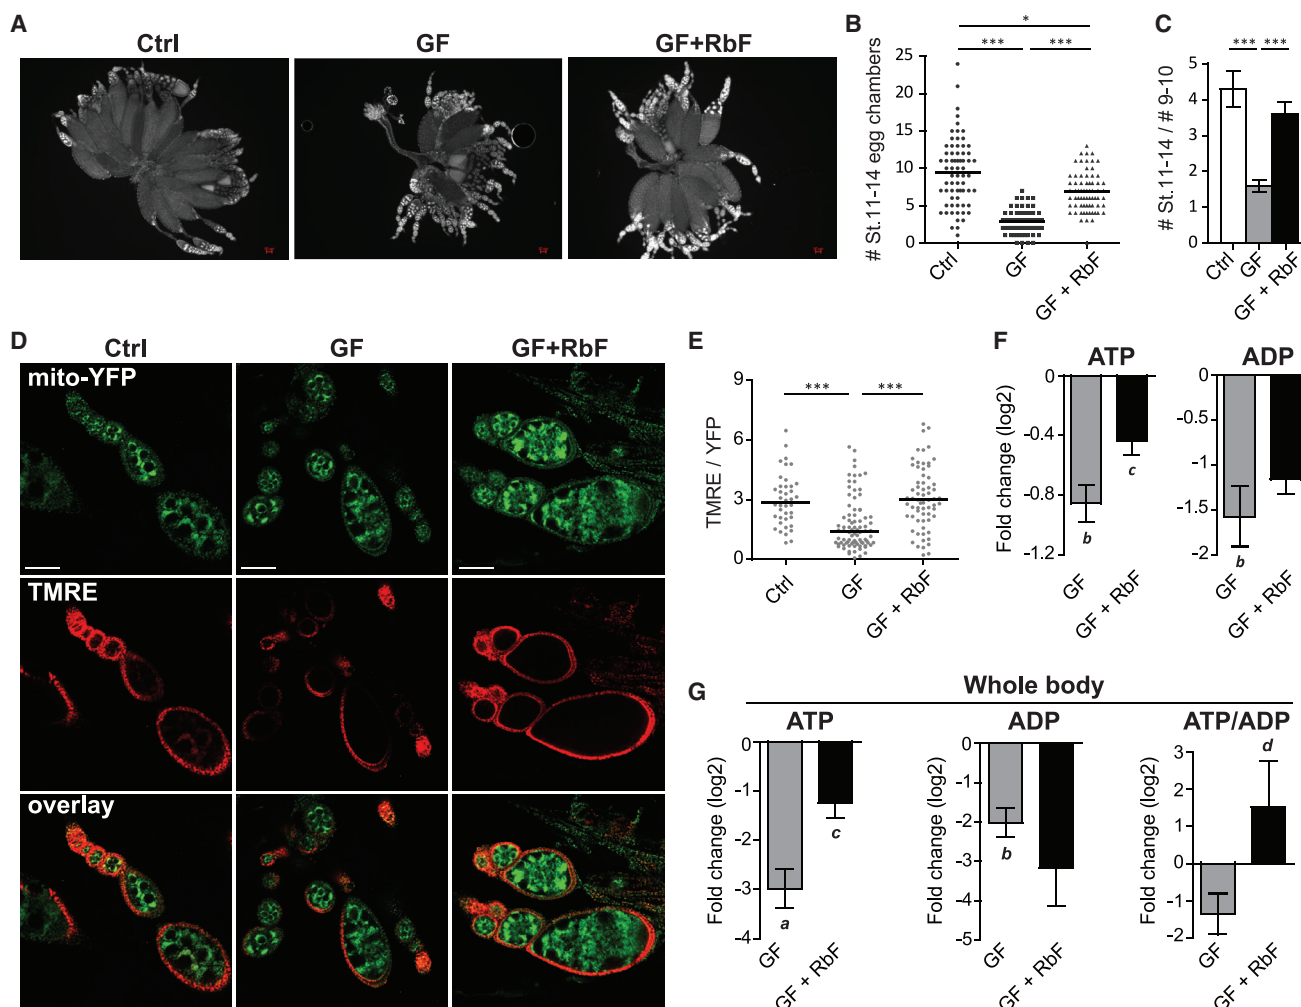 A
Ctrl
GF
GF+RbF
B
*
***
***
# St.11-14 egg chambers
25
20
15
10
5
0
Ctrl
GF
GF + RbF
C
***
***
# St.11-14 / # 9-10
5
4
3
2
1
0
Ctrl
GF
GF + RbF
D
Ctrl
GF
GF+RbF
mito-YFP
TMRE
overlay
E
***
***
TMRE / YFP
9
6
3
0
Ctrl
GF
GF + RbF
F
ATP
Fold change (log2)
0
-0.4
-0.8
-1.2
b
c
GF
GF + RbF
ADP
0
-0.5
-1
-1.5
-2
b
GF
GF + RbF
G
Whole body
ATP
Fold change (log2)
0
-1
-2
-3
-4
a
c
GF
GF + RbF
ADP
Fold change (log2)
0
-1
-2
-3
-4
-5
b
GF
GF + RbF
ATP/ADP
Fold change (log2)
3
2
1
0
-1
-2
d
GF
GF + RbF